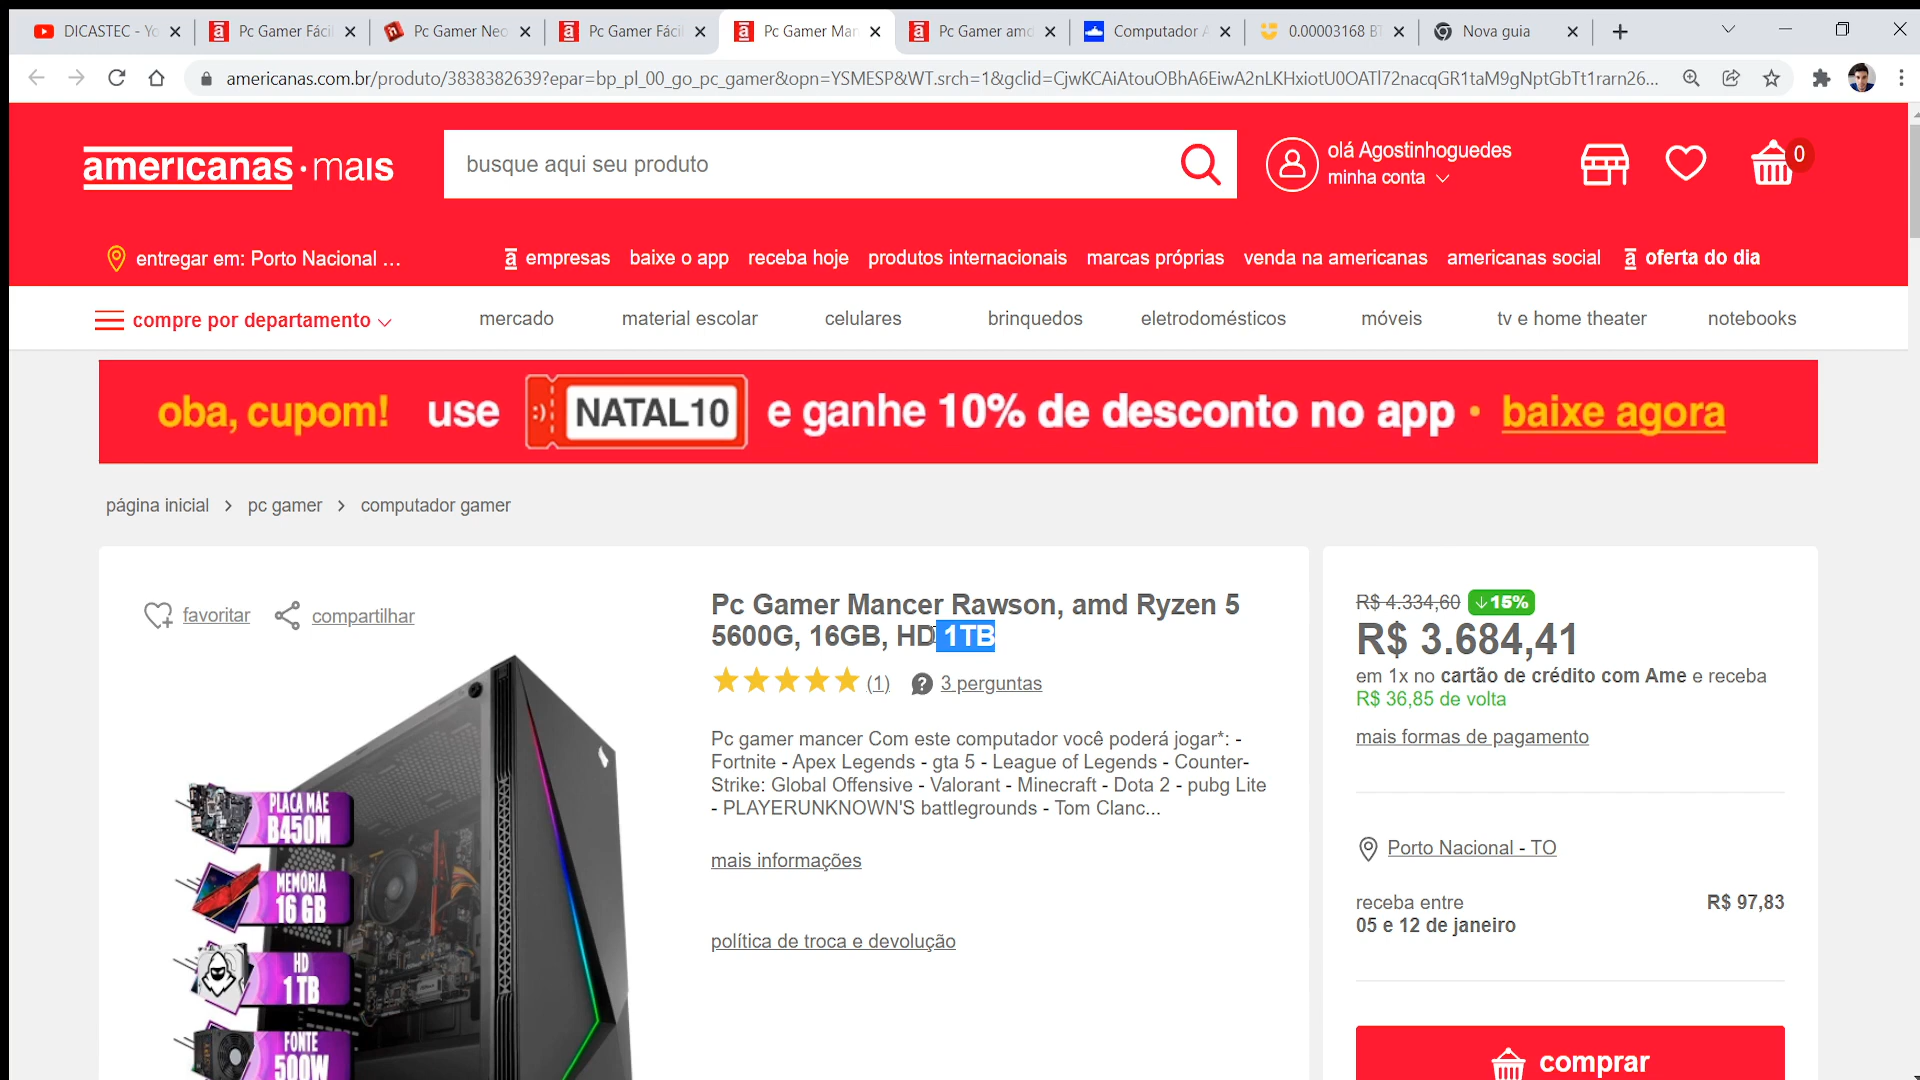 DICASTEC - Yo
Pc Gamer Fácil
Pc Gamer Neo
Pc Gamer Fácil
Pc Gamer Man
Pc Gamer amd
Computador A
0.00003168 BT
Nova guia
americanas.com.br/produto/3838382639?epar=bp_pl_00_go_pc_gamer&opn=YSMESP&WT.srch=1&gclid=CjwKCAiAtouOBhA6EiwA2nLKHxiotU0OATl72nacqGR1taM9gNptGbTt1rarn26...
americanas mais
busque aqui seu produto
olá Agostinhoguedes
minha conta
0
entregar em: Porto Nacional ...
a empresas
baixe o app
receba hoje
produtos internacionais
marcas próprias
venda na americanas
americanas social
a oferta do dia
compre por departamento
mercado
material escolar
celulares
brinquedos
eletrodomésticos
móveis
tv e home theater
notebooks
oba, cupom! use :) NATAL10 e ganhe 10% de desconto no app • baixe agora
página inicial > pc gamer > computador gamer
favoritar
compartilhar
Pc Gamer Mancer Rawson, amd Ryzen 5
5600G, 16GB, HD 1TB
(1)
? 3 perguntas
Pc gamer mancer Com este computador você poderá jogar*: -
Fortnite - Apex Legends - gta 5 - League of Legends - Counter-
Strike: Global Offensive - Valorant - Minecraft - Dota 2 - pubg Lite
- PLAYERUNKNOWN'S battlegrounds - Tom Clanc...
mais informações
política de troca e devolução
PLACA MÃE
B450M
MEMÓRIA
16 GB
HD
1 TB
FONTE
500W
R$ 4.334,60
15%
R$ 3.684,41
em 1x no cartão de crédito com Ame e receba
R$ 36,85 de volta
mais formas de pagamento
Porto Nacional - TO
receba entre
R$ 97,83
05 e 12 de janeiro
comprar